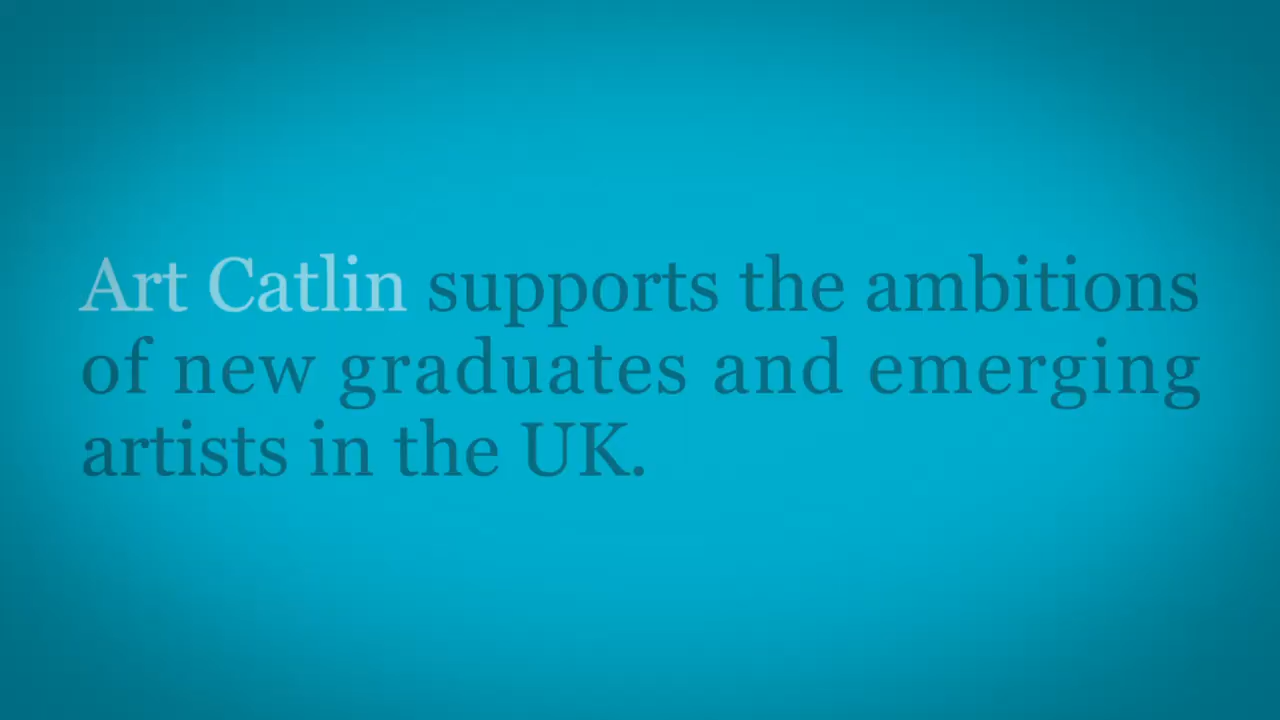 Art Catlin supports the ambitions
of new graduates and emerging
artists in the UK.